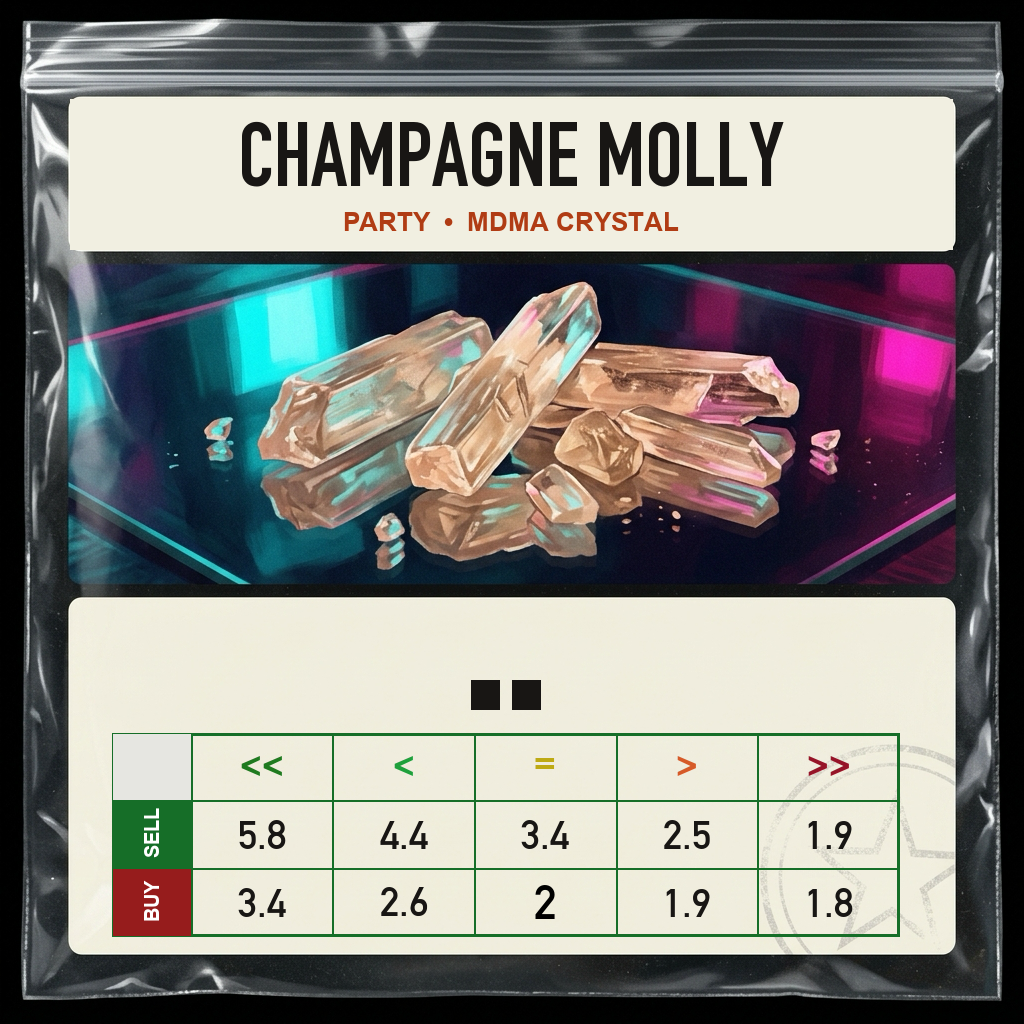 CHAMPAGNE MOLLY
PARTY • MDMA CRYSTAL
<< < = > >>
SELL 5.8 4.4 3.4 2.5 1.9
BUY 3.4 2.6 2 1.9 1.8